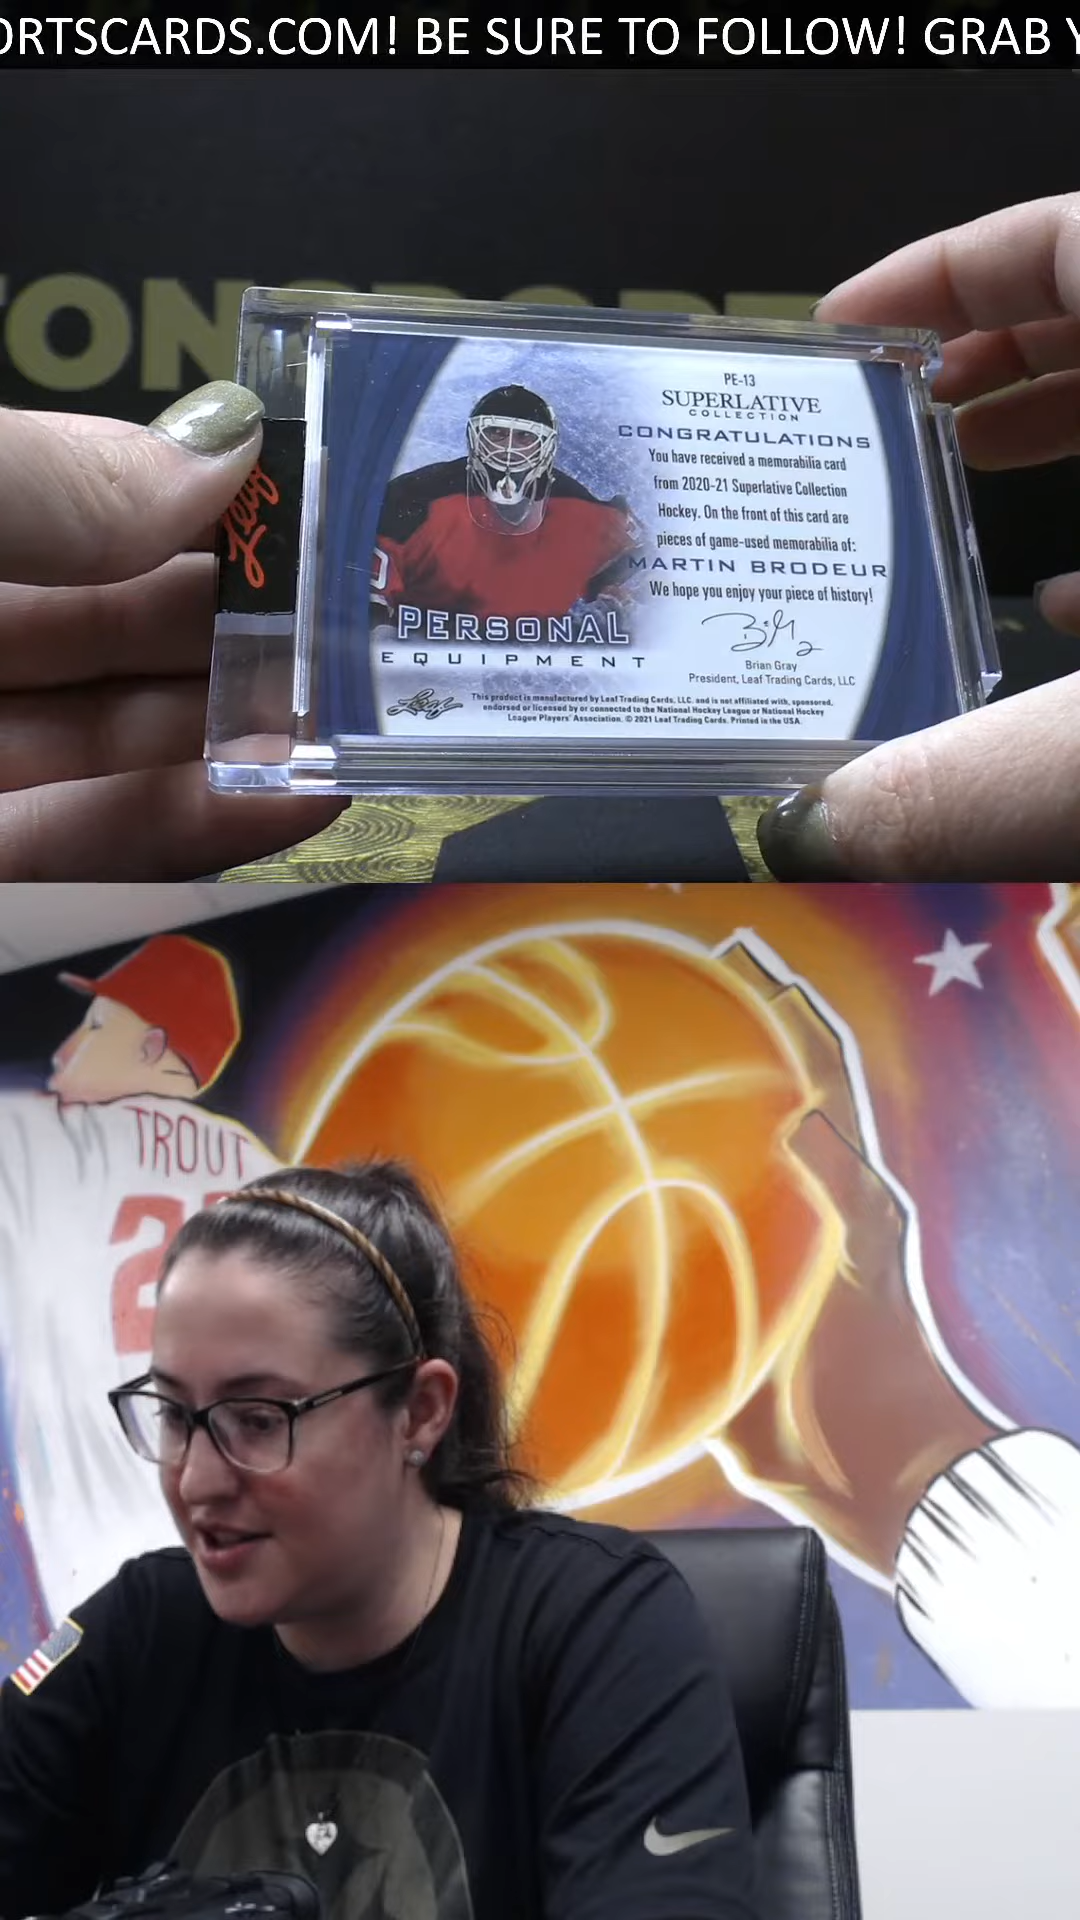 ORTSCARDS.COM! BE SURE TO FOLLOW! GRAB
TON
Leaf
PE-13
SUPERLATIVE
COLLECTION
CONGRATULATIONS
You have received a memorabilia card
from 2020-21 Superlative Collection
Hockey. On the front of this card are
pieces of game-used memorabilia of:
MARTIN BRODEUR
We hope you enjoy your piece of history!
Brian Gray
President, Leaf Trading Cards, LLC
PERSONAL
EQUIPMENT
Leaf
This product is manufactured by Leaf Trading Cards, LLC. and is not affiliated with, sponsored,
endorsed or licensed by or connected to the National Hockey League or National Hockey
League Players' Association. © 2021 Leaf Trading Cards. Printed in the USA.
TROUT
2